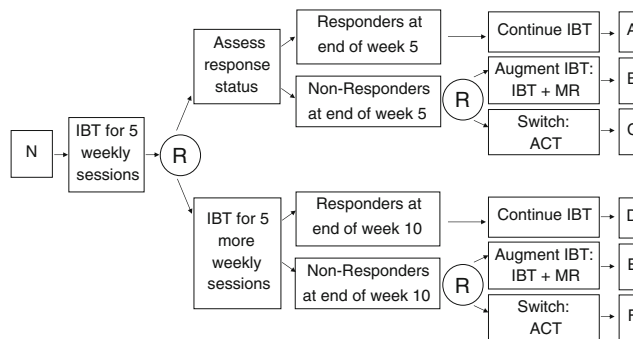 Assess
response
status
Responders at
end of week 5
Continue IBT
A
Non-Responders
at end of week 5
R
Augment IBT:
IBT + MR
Switch:
ACT
C
N
IBT for 5
weekly
sessions
R
IBT for 5
more
weekly
sessions
Responders at
end of week 10
Continue IBT
D
Non-Responders
at end of week 10
R
Augment IBT:
IBT + MR
E
Switch:
ACT
F